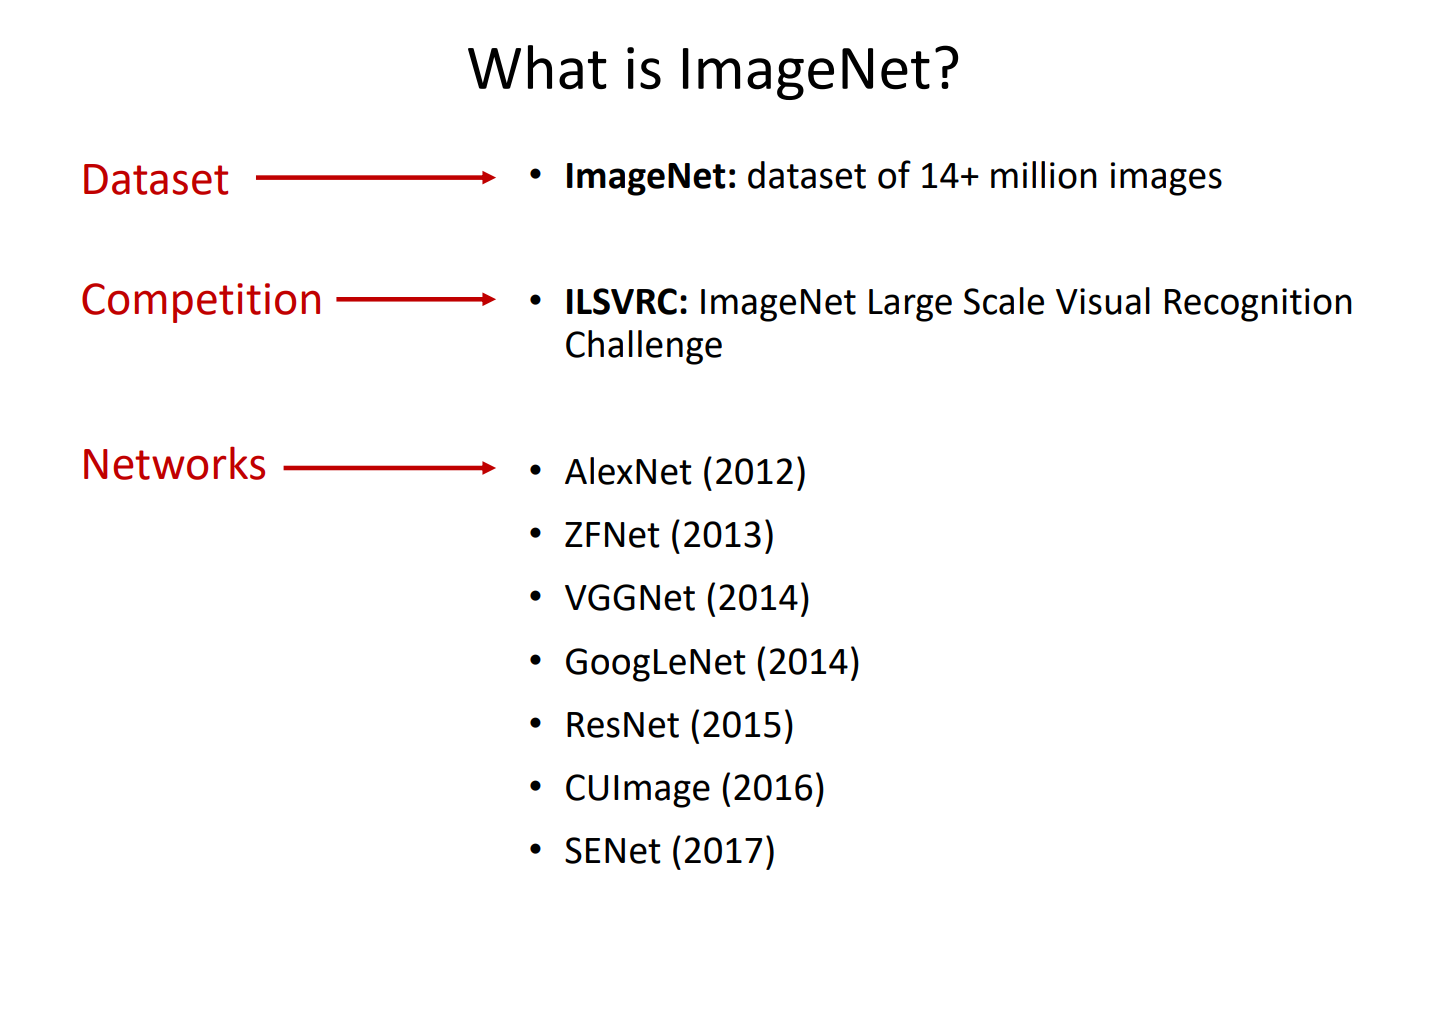 What is ImageNet?
Dataset
• ImageNet: dataset of 14+ million images
Competition
• ILSVRC: ImageNet Large Scale Visual Recognition
Challenge
Networks
• AlexNet (2012)
• ZFNet (2013)
• VGGNet (2014)
• GoogLeNet (2014)
• ResNet (2015)
• CUImage (2016)
• SENet (2017)